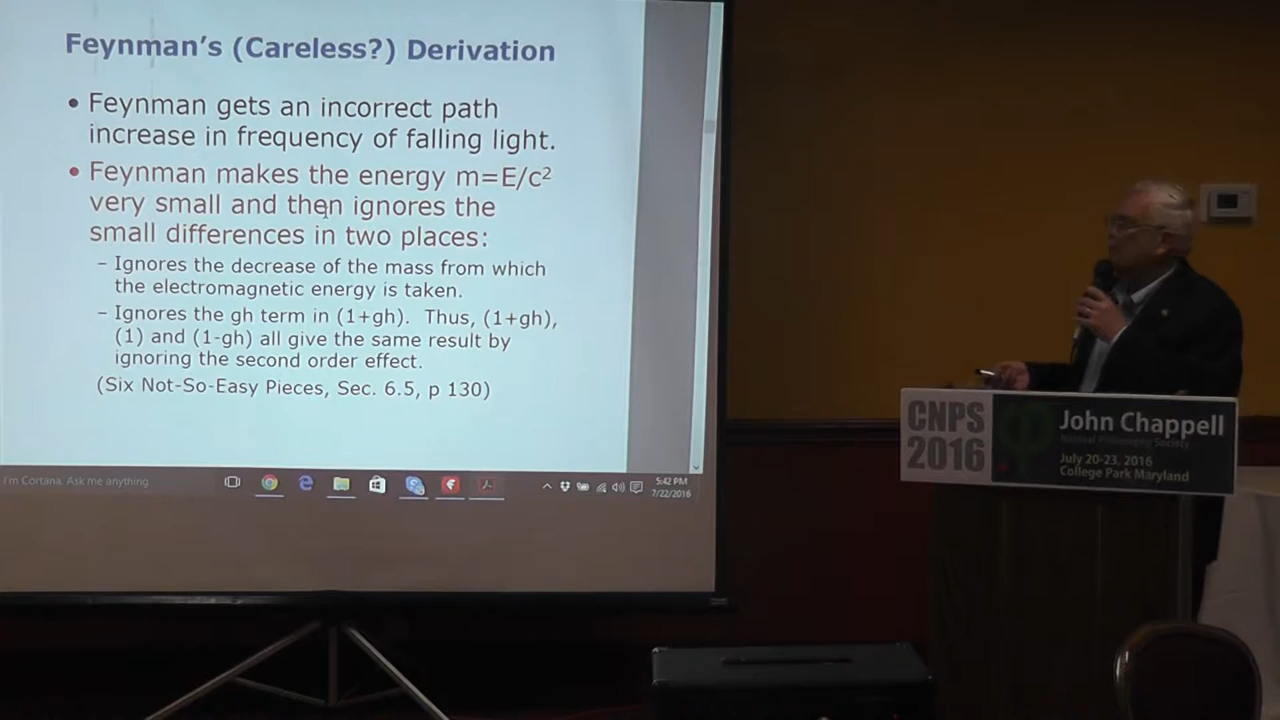 Feynman's (Careless?) Derivation
• Feynman gets an incorrect path
increase in frequency of falling light.
• Feynman makes the energy m=E/c²
very small and then ignores the
small differences in two places:
– Ignores the decrease of the mass from which
the electromagnetic energy is taken.
– Ignores the gh term in (1+gh). Thus, (1+gh),
(1) and (1-gh) all give the same result by
ignoring the second order effect.
(Six Not-So-Easy Pieces, Sec. 6.5, p 130)
I'm Cortana. Ask me anything.
5:42 PM
7/22/2016
CNPS
2016
John Chappell
Natural Philosophy Society
July 20-23, 2016
College Park Maryland